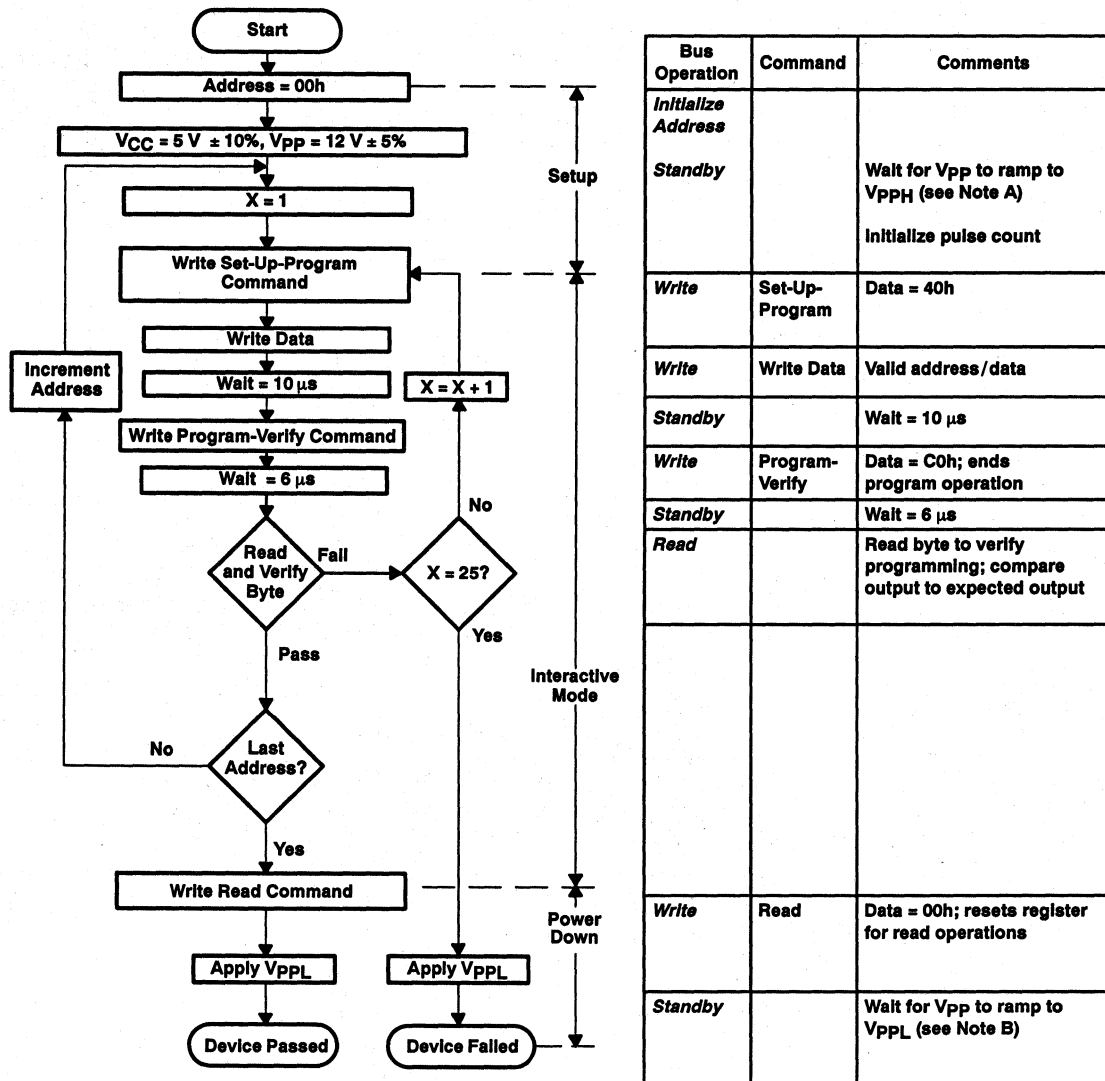 Start
Address = 00h
VCC = 5 V ± 10%, VPP = 12 V ± 5%
X = 1
Write Set-Up-Program
Command
Write Data
Wait = 10 μs
Write Program-Verify Command
Wait = 6 μs
Increment
Address
X = X + 1
Read
and Verify
Byte
Fail
X = 25?
No
Yes
Pass
Last
Address?
No
Yes
Write Read Command
Apply VPPL
Apply VPPL
Device Passed
Device Failed
Setup
Interactive
Mode
Power
Down
Bus
Operation
Command
Comments
Initialize
Address
Standby
Wait for VPP to ramp to
VPPH (see Note A)
Initialize pulse count
Write
Set-Up-
Program
Data = 40h
Write
Write Data
Valid address/data
Standby
Wait = 10 μs
Write
Program-
Verify
Data = C0h; ends
program operation
Standby
Wait = 6 μs
Read
Read byte to verify
programming; compare
output to expected output
Write
Read
Data = 00h; resets register
for read operations
Standby
Wait for VPP to ramp to
VPPL (see Note B)